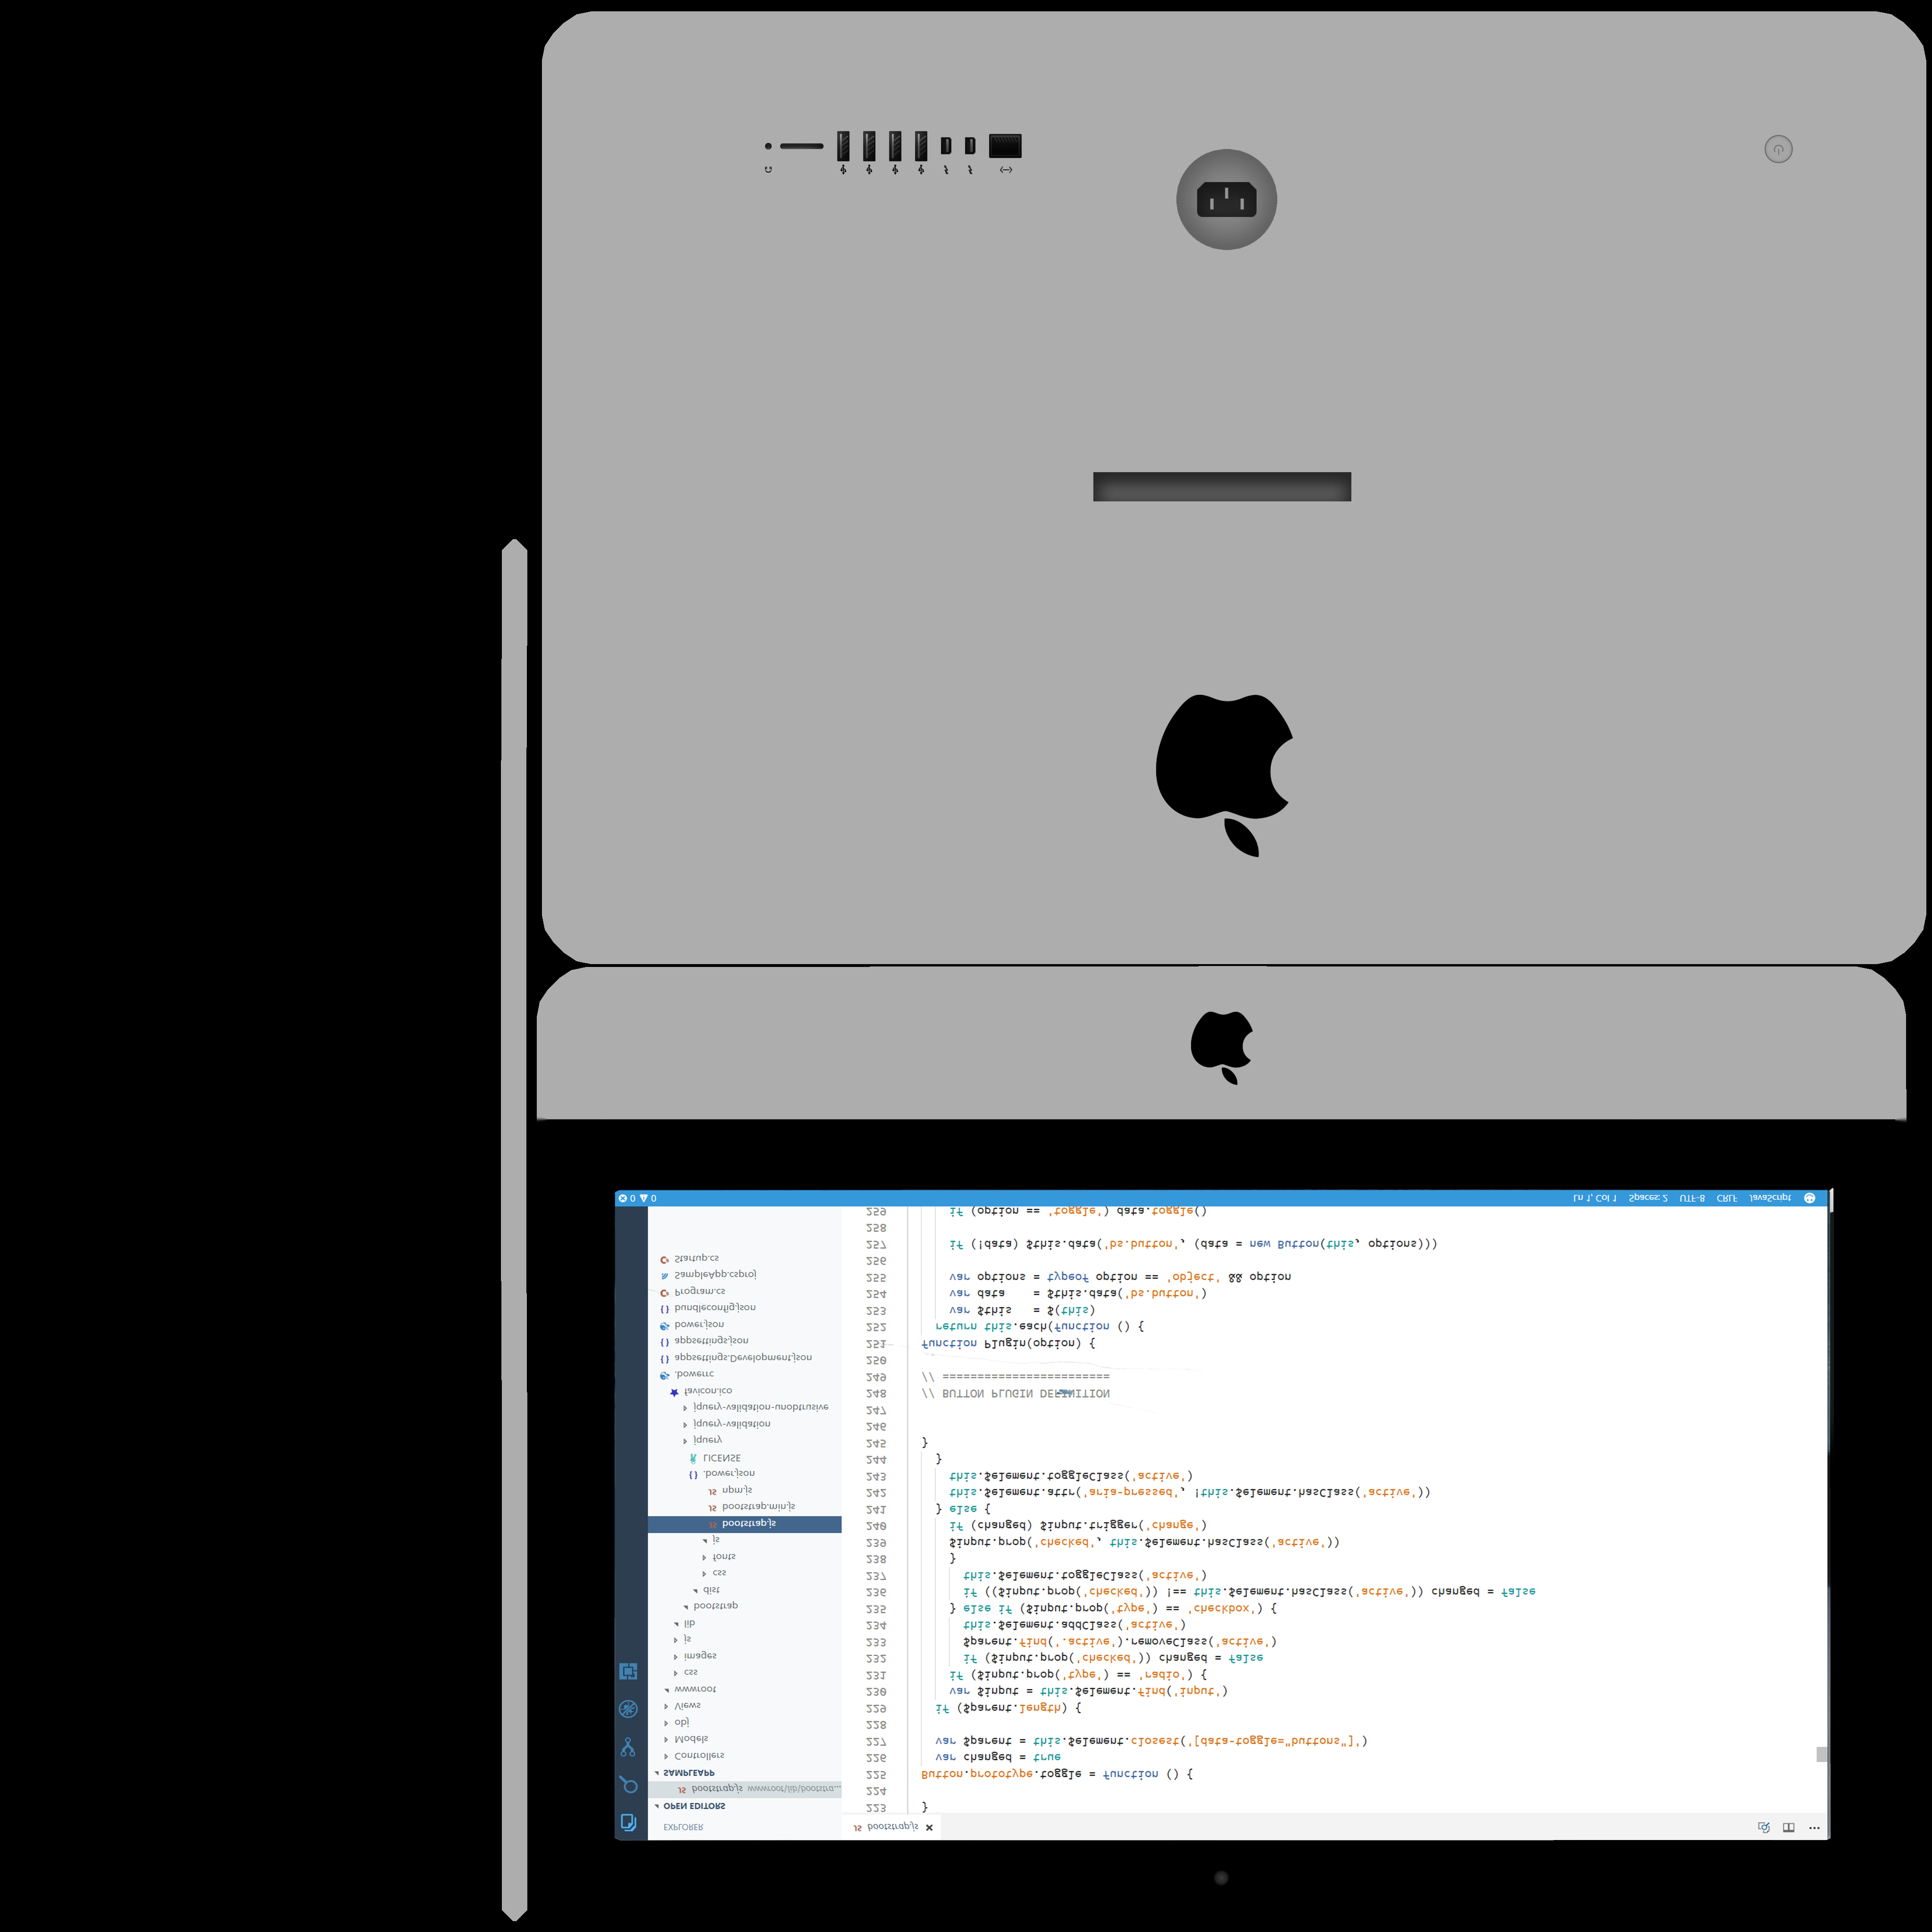 EXPLORER
OPEN EDITORS
JS bootstrap.js wwwroot\lib\bootstra...
SAMPLEAPP
Controllers
Models
obj
Views
wwwroot
css
images
js
lib
bootstrap
dist
css
fonts
js
JS bootstrap.js
JS bootstrap.min.js
JS npm.js
{} .bower.json
LICENSE
jquery
jquery-validation
jquery-validation-unobtrusive
favicon.ico
.bowerrc
{} appsettings.Development.json
{} appsettings.json
bower.json
{} bundleconfig.json
Program.cs
SampleApp.csproj
Startup.cs
JS bootstrap.js
223 }
224
225 Button.prototype.toggle = function () {
226 var changed = true
227 var $parent = this.$element.closest('[data-toggle="buttons"]')
228
229 if ($parent.length) {
230 var $input = this.$element.find('input')
231 if ($input.prop('type') == 'radio') {
232 if ($input.prop('checked')) changed = false
233 $parent.find('.active').removeClass('active')
234 this.$element.addClass('active')
235 } else if ($input.prop('type') == 'checkbox') {
236 if (($input.prop('checked')) !== this.$element.hasClass('active')) changed = false
237 this.$element.toggleClass('active')
238 }
239 $input.prop('checked', this.$element.hasClass('active'))
240 if (changed) $input.trigger('change')
241 } else {
242 this.$element.attr('aria-pressed', !this.$element.hasClass('active'))
243 this.$element.toggleClass('active')
244 }
245 }
246
247
248 // BUTTON PLUGIN DEFINITION
249 // ========================
250
251 function Plugin(option) {
252 return this.each(function () {
253 var $this = $(this)
254 var data = $this.data('bs.button')
255 var options = typeof option == 'object' && option
256
257 if (!data) $this.data('bs.button', (data = new Button(this, options)))
258
259 if (option == 'toggle') data.toggle()
0 0 Ln 1, Col 1 Spaces: 2 UTF-8 CRLF JavaScript